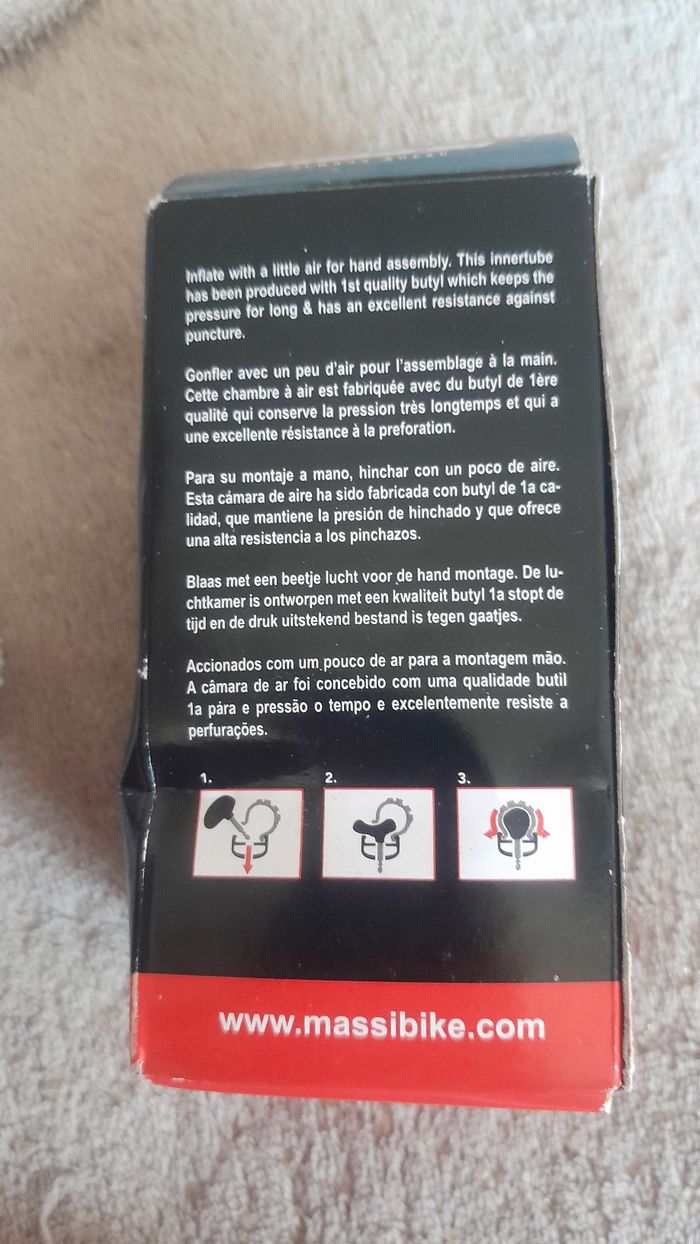 Inflate with a little air for hand assembly. This innertube
has been produced with 1st quality butyl which keeps the
pressure for long & has an excellent resistance against
puncture.
Gonfler avec un peu d'air pour l'assemblage à la main.
Cette chambre à air est fabriquée avec du butyl de 1ère
qualité qui conserve la pression très longtemps et qui a
une excellente résistance à la preforation.
Para su montaje a mano, hinchar con un poco de aire.
Esta cámara de aire ha sido fabricada con butyl de 1a ca-
lidad, que mantiene la presión de hinchado y que ofrece
una alta resistencia a los pinchazos.
Blaas met een beetje lucht voor de hand montage. De lu-
chtkamer is ontworpen met een kwaliteit butyl 1a stopt de
tijd en de druk uitstekend bestand is tegen gaatjes.
Accionados com um pouco de ar para a montagem mão.
A câmara de ar foi concebido com uma qualidade butil
1a pára e pressão o tempo e excelentemente resiste a
perfurações.
1. 2. 3.
www.massibike.com